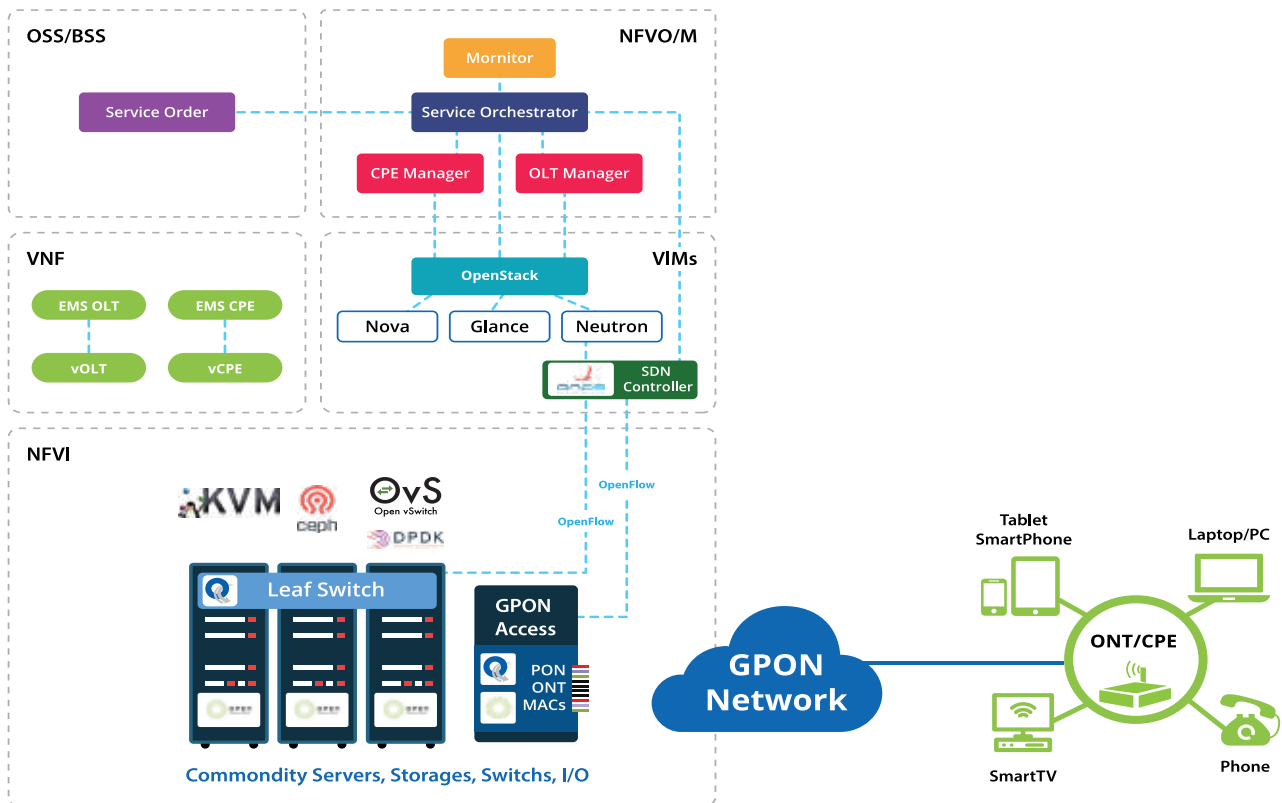 OSS/BSS
Service Order
NFVO/M
Mornitor
Service Orchestrator
CPE Manager
OLT Manager
VNF
EMS OLT
EMS CPE
vOLT
vCPE
VIMs
OpenStack
Nova
Glance
Neutron
SDN
Controller
NFVI
KVM
ceph
OvS
Open vSwitch
DPDK
OpenFlow
OpenFlow
Leaf Switch
GPON
Access
PON
ONT
MACs
Commondity Servers, Storages, Switchs, I/O
GPON
Network
Tablet
SmartPhone
Laptop/PC
ONT/CPE
SmartTV
Phone